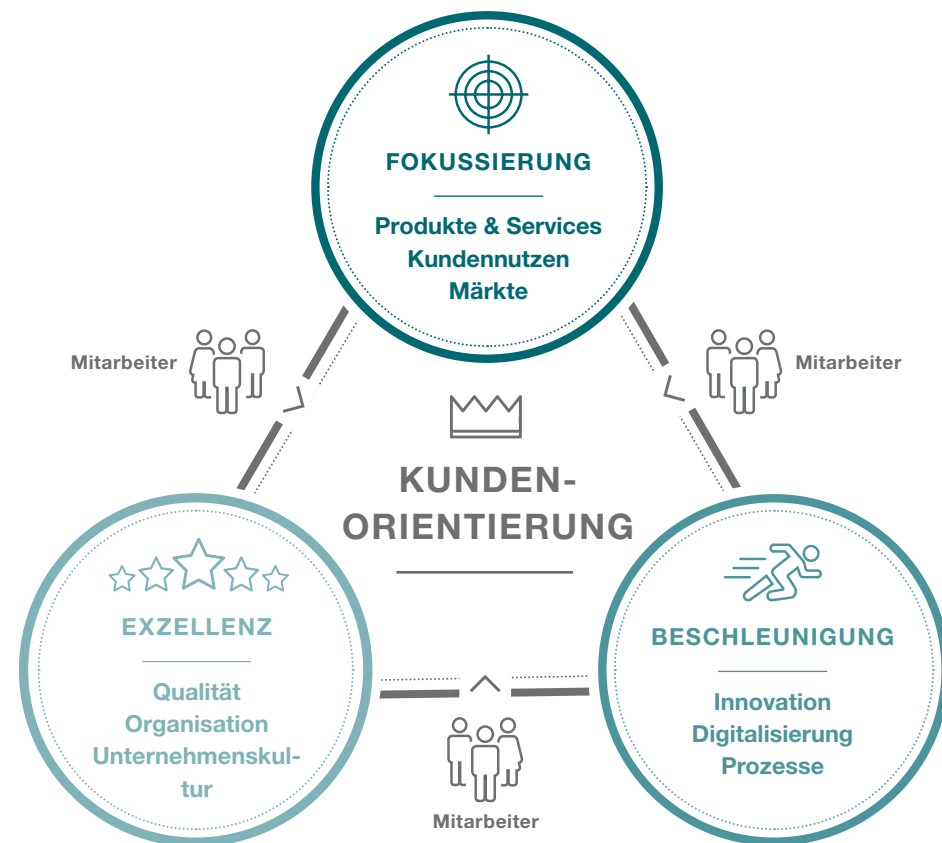 FOKUSSIERUNG
Produkte & Services
Kundennutzen
Märkte
Mitarbeiter
Mitarbeiter
KUNDEN-
ORIENTIERUNG
EXZELLENZ
Qualität
Organisation
Unternehmenskul-
tur
BESCHLEUNIGUNG
Innovation
Digitalisierung
Prozesse
Mitarbeiter